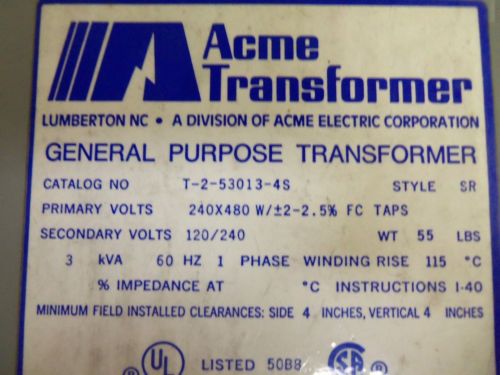 Acme
Transformer
LUMBERTON NC • A DIVISION OF ACME ELECTRIC CORPORATION
GENERAL PURPOSE TRANSFORMER
CATALOG NO T-2-53013-4S STYLE SR
PRIMARY VOLTS 240X480 W/±2-2.5% FC TAPS
SECONDARY VOLTS 120/240 WT 55 LBS
3 kVA 60 HZ 1 PHASE WINDING RISE 115 °C
% IMPEDANCE AT °C INSTRUCTIONS I-40
MINIMUM FIELD INSTALLED CLEARANCES: SIDE 4 INCHES, VERTICAL 4 INCHES
® UL LISTED 50B8 SA ®